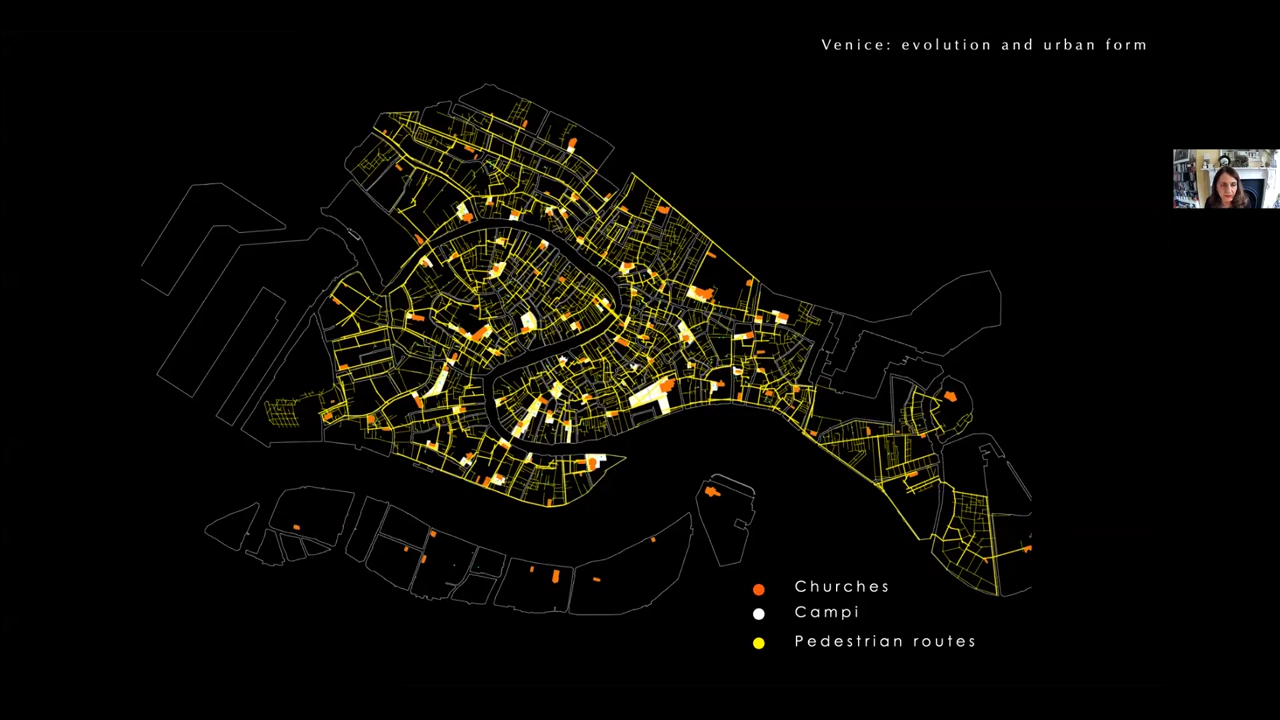 Venice: evolution and urban form
Churches
Campi
Pedestrian routes